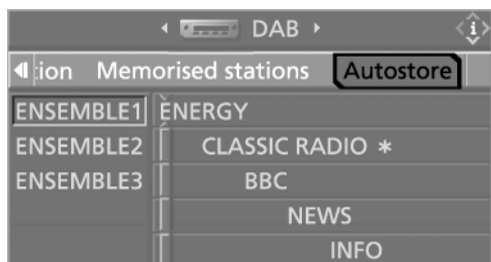 DAB
i
tion Memorised stations Autostore
ENSEMBLE1 ENERGY
ENSEMBLE2 CLASSIC RADIO *
ENSEMBLE3 BBC
NEWS
INFO